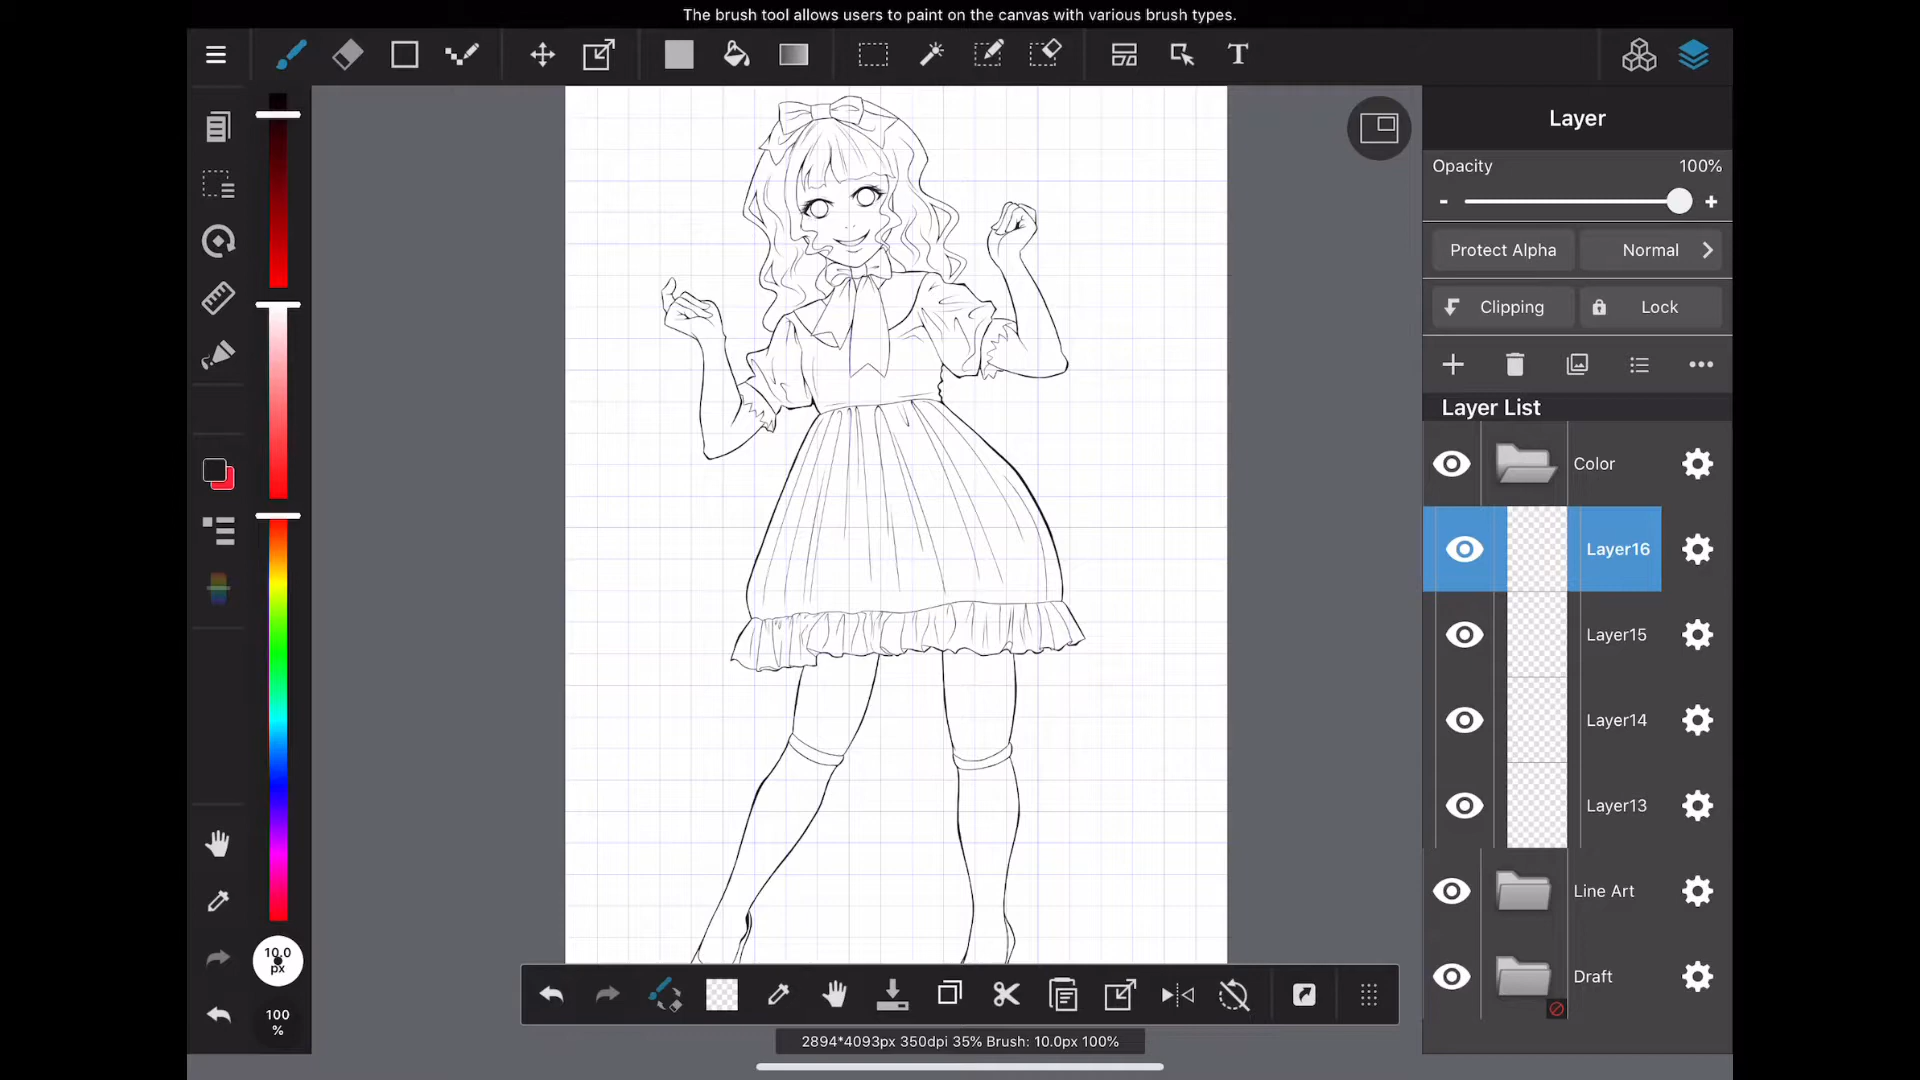 The brush tool allows users to paint on the canvas with various brush types.
T
Layer
Opacity 100%
- +
Protect Alpha Normal
Clipping Lock
Layer List
Color
Layer16
Layer15
Layer14
Layer13
Line Art
Draft
10.0
px
100
%
2894*4093px 350dpi 35% Brush: 10.0px 100%